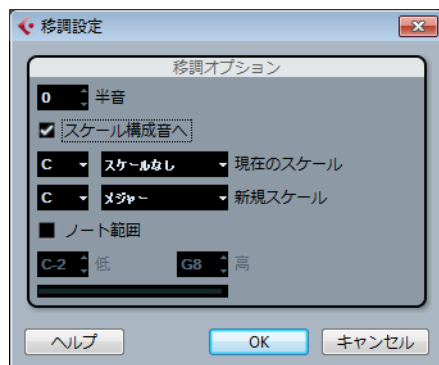 移調設定
移調オプション
0 半音
スケール構成音へ
C スケールなし 現在のスケール
C メジャー 新規スケール
ノート範囲
C-2 低 G8 高
ヘルプ OK キャンセル